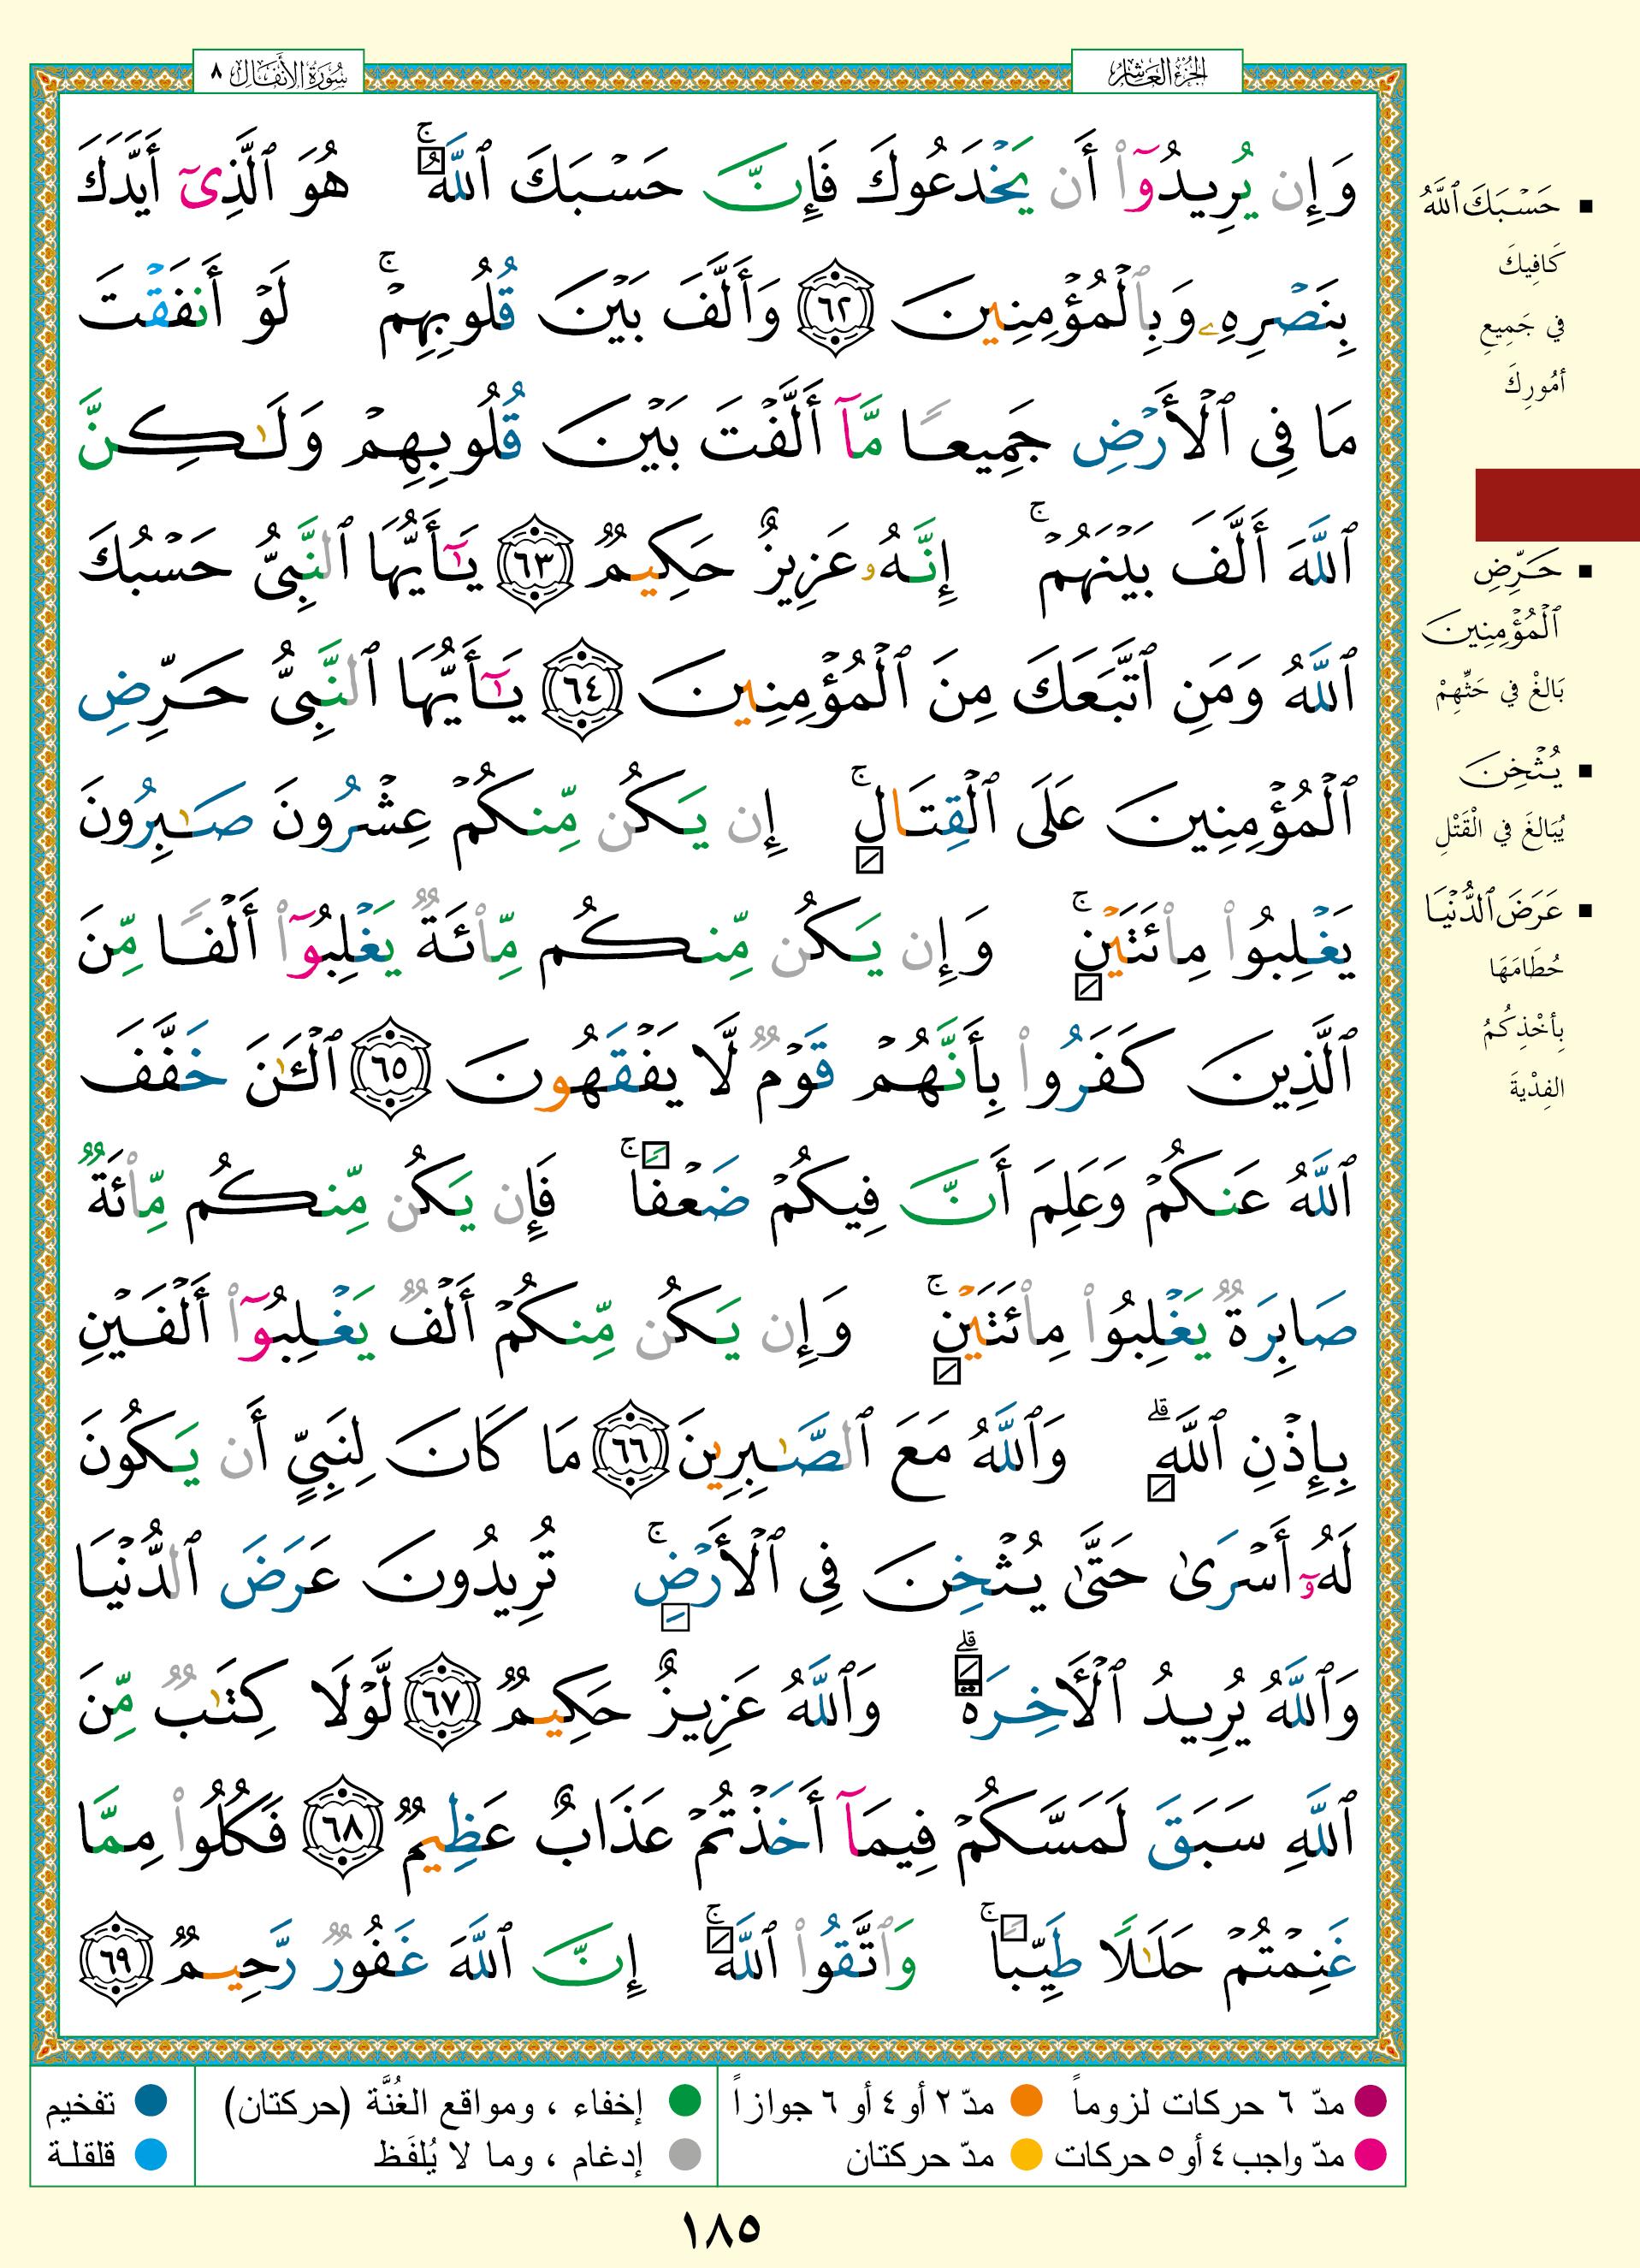 الجزء العاشر
سورة الأنفال ٨
وَإِن يُرِيدُوٓا۟ أَن يَخْدَعُوكَ فَإِنَّ حَسْبَكَ ٱللَّهُ ۚ هُوَ ٱلَّذِىٓ أَيَّدَكَ
بِنَصْرِهِۦ وَبِٱلْمُؤْمِنِينَ ٦٢ وَأَلَّفَ بَيْنَ قُلُوبِهِمْ ۚ لَوْ أَنفَقْتَ
مَا فِى ٱلْأَرْضِ جَمِيعًا مَّآ أَلَّفْتَ بَيْنَ قُلُوبِهِمْ وَلَـٰكِنَّ
ٱللَّهَ أَلَّفَ بَيْنَهُمْ ۚ إِنَّهُۥ عَزِيزٌ حَكِيمٌ ٦٣ يَـٰٓأَيُّهَا ٱلنَّبِىُّ حَسْبُكَ
ٱللَّهُ وَمَنِ ٱتَّبَعَكَ مِنَ ٱلْمُؤْمِنِينَ ٦٤ يَـٰٓأَيُّهَا ٱلنَّبِىُّ حَرِّضِ
ٱلْمُؤْمِنِينَ عَلَى ٱلْقِتَالِ ۚ إِن يَكُن مِّنكُمْ عِشْرُونَ صَـٰبِرُونَ
يَغْلِبُوا۟ مِا۟ئَتَيْنِ ۚ وَإِن يَكُن مِّنكُم مِّا۟ئَةٌ يَغْلِبُوٓا۟ أَلْفًا مِّنَ
ٱلَّذِينَ كَفَرُوا۟ بِأَنَّهُمْ قَوْمٌ لَّا يَفْقَهُونَ ٦٥ ٱلْـَٔـٰنَ خَفَّفَ
ٱللَّهُ عَنكُمْ وَعَلِمَ أَنَّ فِيكُمْ ضَعْفًا ۚ فَإِن يَكُن مِّنكُم مِّا۟ئَةٌ
صَابِرَةٌ يَغْلِبُوا۟ مِا۟ئَتَيْنِ ۚ وَإِن يَكُن مِّنكُمْ أَلْفٌ يَغْلِبُوٓا۟ أَلْفَيْنِ
بِإِذْنِ ٱللَّهِ ۗ وَٱللَّهُ مَعَ ٱلصَّـٰبِرِينَ ٦٦ مَا كَانَ لِنَبِىٍّ أَن يَكُونَ
لَهُۥٓ أَسْرَىٰ حَتَّىٰ يُثْخِنَ فِى ٱلْأَرْضِ ۚ تُرِيدُونَ عَرَضَ ٱلدُّنْيَا
وَٱللَّهُ يُرِيدُ ٱلْـَٔاخِرَةَ ۗ وَٱللَّهُ عَزِيزٌ حَكِيمٌ ٦٧ لَّوْلَا كِتَـٰبٌ مِّنَ
ٱللَّهِ سَبَقَ لَمَسَّكُمْ فِيمَآ أَخَذْتُمْ عَذَابٌ عَظِيمٌ ٦٨ فَكُلُوا۟ مِمَّا
غَنِمْتُمْ حَلَـٰلًا طَيِّبًا ۚ وَٱتَّقُوا۟ ٱللَّهَ ۚ إِنَّ ٱللَّهَ غَفُورٌ رَّحِيمٌ ٦٩
▪ حَسْبَكَ ٱللَّهُ
كَافِيكَ
في جَمِيعِ
أمُورِكَ
▪ حَرِّضِ
ٱلْمُؤْمِنِينَ
بَالِغْ في حَثِّهِمْ
▪ يُثْخِنَ
يُبَالِغَ في الْقَتْلِ
▪ عَرَضَ ٱلدُّنْيَا
حُطَامَهَا
بِأخْذِكُمُ
الفِدْيةَ
مدّ ٦ حركات لزوماً
مدّ ٢ أو ٤ أو ٦ جوازاً
إخفاء ، ومواقع الغُنَّة (حركتان)
تفخيم
مدّ واجب ٤ أو ٥ حركات
مدّ حركتان
إدغام ، وما لا يُلفَظ
قلقلة
١٨٥